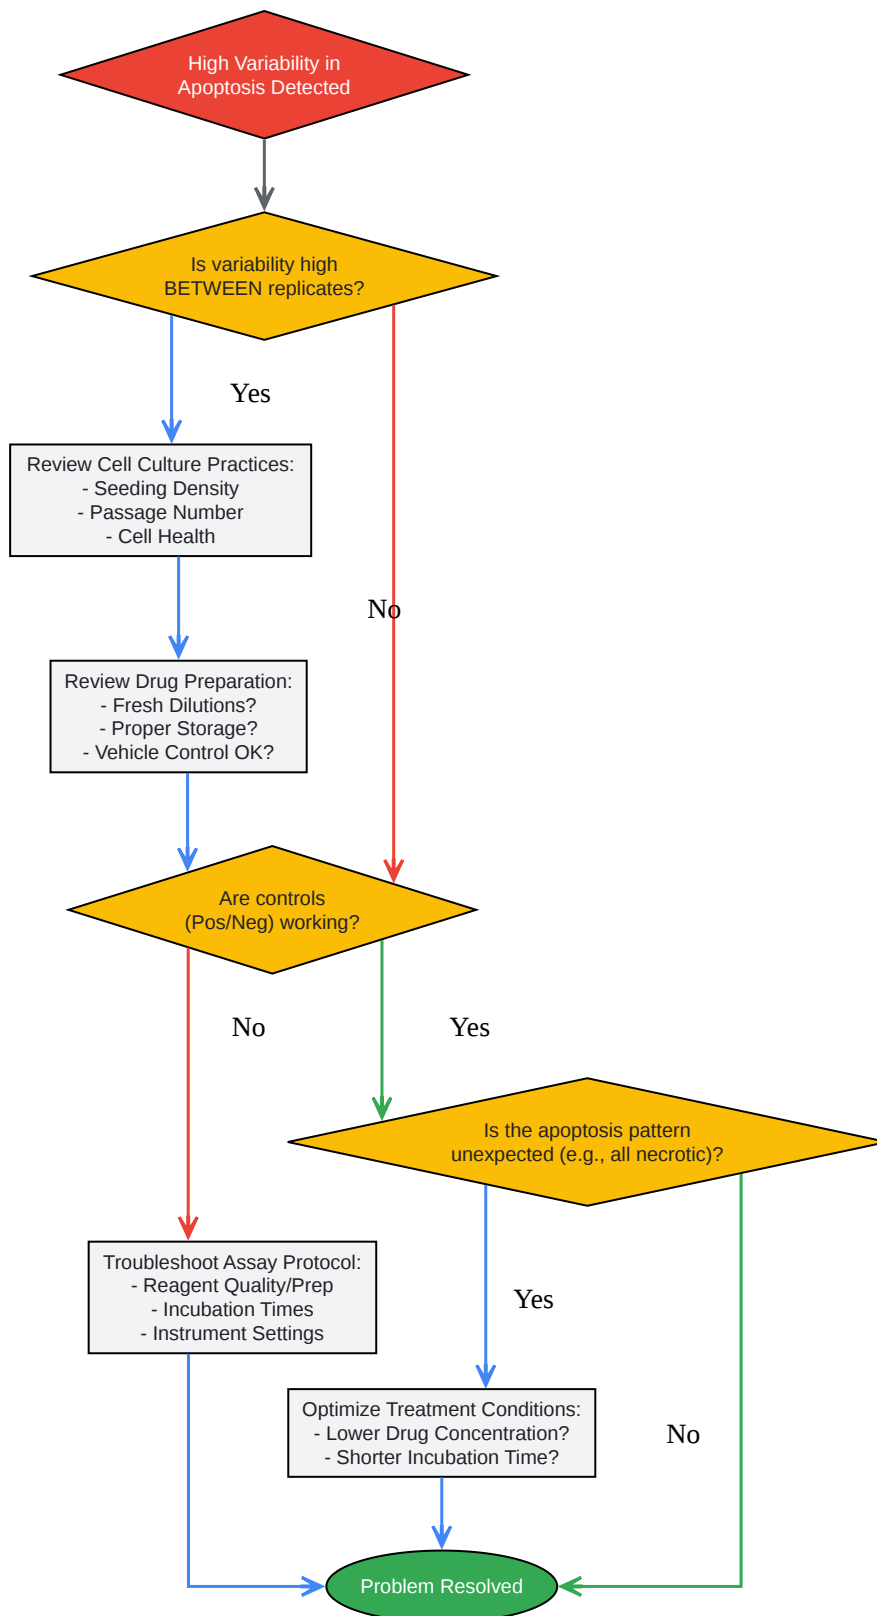 High Variability in
Apoptosis Detected
Is variability high
BETWEEN replicates?
Yes
Review Cell Culture Practices:
- Seeding Density
- Passage Number
- Cell Health
No
Review Drug Preparation:
- Fresh Dilutions?
- Proper Storage?
- Vehicle Control OK?
Are controls
(Pos/Neg) working?
No
Yes
Is the apoptosis pattern
unexpected (e.g., all necrotic)?
Troubleshoot Assay Protocol:
- Reagent Quality/Prep
- Incubation Times
- Instrument Settings
Yes
Optimize Treatment Conditions:
- Lower Drug Concentration?
- Shorter Incubation Time?
No
Problem Resolved